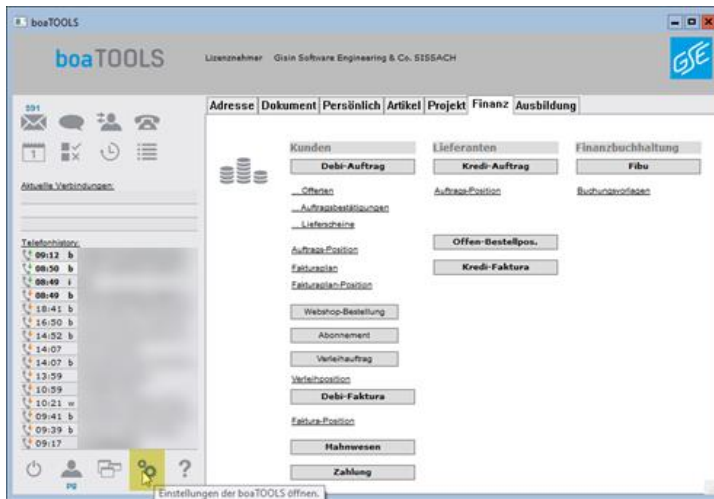 boaTOOLS
boaTOOLS
Lizenznehmer Gisin Software Engineering & Co. SISSACH
GSE
591
1
Aktuelle Verbindungen:
Telefonhistory:
09:12 b
08:50 b
08:49 i
08:49 b
18:41 b
16:50 b
14:52 b
14:07
14:07 b
13:59
10:59
10:21 w
09:41 b
09:39 b
09:17
?
pg
Einstellungen der boaTOOLS öffnen.
Adresse Dokument Persönlich Artikel Projekt Finanz Ausbildung
Kunden
Debi-Auftrag
... Offerten
... Auftragsbestätigungen
... Lieferscheine
Auftrags-Position
Fakturaplan
Fakturaplan-Position
Webshop-Bestellung
Abonnement
Verleihauftrag
Verleihposition
Debi-Faktura
Faktura-Position
Mahnwesen
Zahlung
Lieferanten
Kredi-Auftrag
Auftrags-Position
Offen-Bestellpos.
Kredi-Faktura
Finanzbuchhaltung
Fibu
Buchungsvorlagen